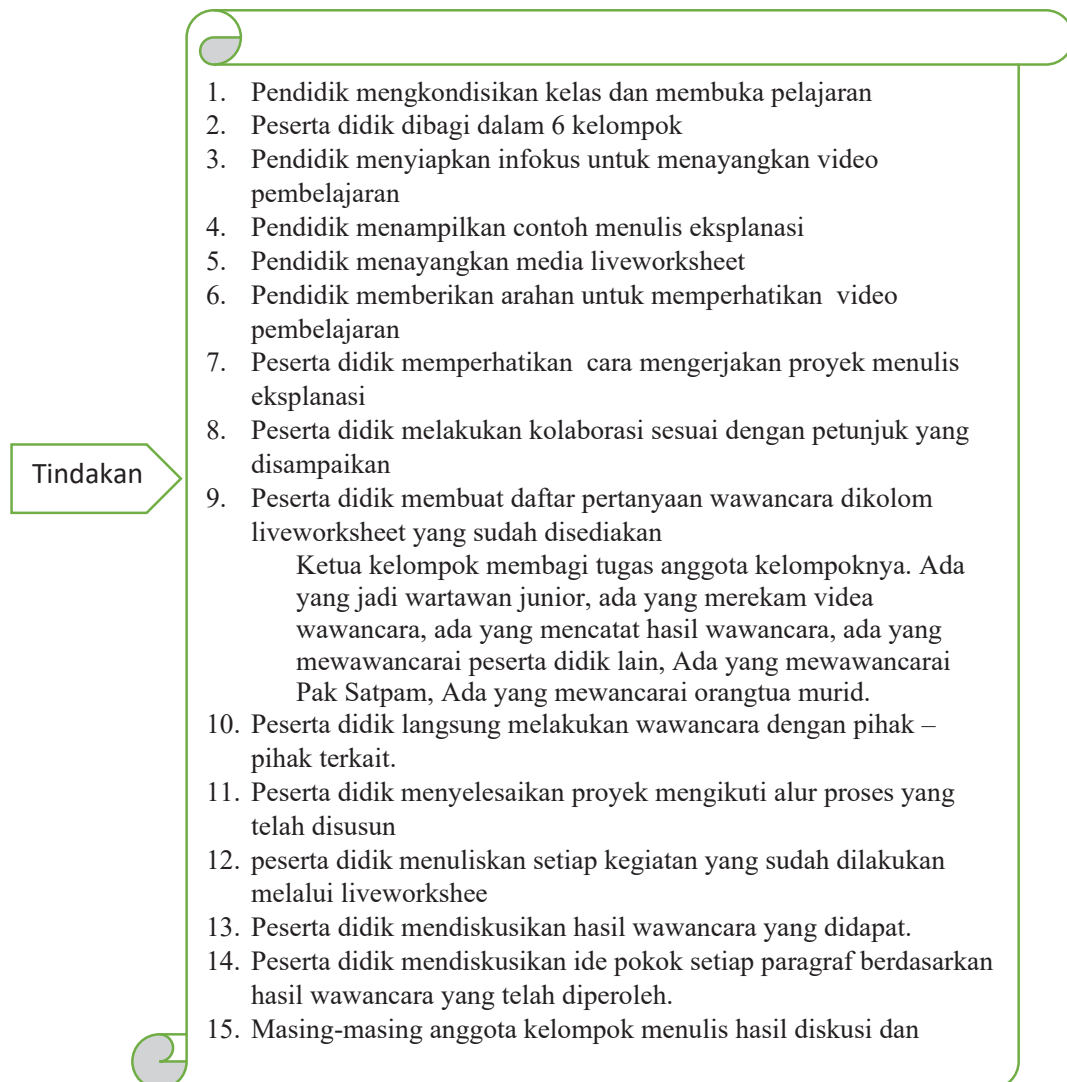 1. Pendidik mengkondisikan kelas dan membuka pelajaran
2. Peserta didik dibagi dalam 6 kelompok
3. Pendidik menyiapkan infokus untuk menayangkan video
pembelajaran
4. Pendidik menampilkan contoh menulis eksplanasi
5. Pendidik menayangkan media liveworksheet
6. Pendidik memberikan arahan untuk memperhatikan video
pembelajaran
7. Peserta didik memperhatikan cara mengerjakan proyek menulis
eksplanasi
8. Peserta didik melakukan kolaborasi sesuai dengan petunjuk yang
disampaikan
Tindakan
9. Peserta didik membuat daftar pertanyaan wawancara dikolom
liveworksheet yang sudah disediakan
Ketua kelompok membagi tugas anggota kelompoknya. Ada
yang jadi wartawan junior, ada yang merekam videa
wawancara, ada yang mencatat hasil wawancara, ada yang
mewawancarai peserta didik lain, Ada yang mewawancarai
Pak Satpam, Ada yang mewancarai orangtua murid.
10. Peserta didik langsung melakukan wawancara dengan pihak –
pihak terkait.
11. Peserta didik menyelesaikan proyek mengikuti alur proses yang
telah disusun
12. peserta didik menuliskan setiap kegiatan yang sudah dilakukan
melalui liveworkshee
13. Peserta didik mendiskusikan hasil wawancara yang didapat.
14. Peserta didik mendiskusikan ide pokok setiap paragraf berdasarkan
hasil wawancara yang telah diperoleh.
15. Masing-masing anggota kelompok menulis hasil diskusi dan